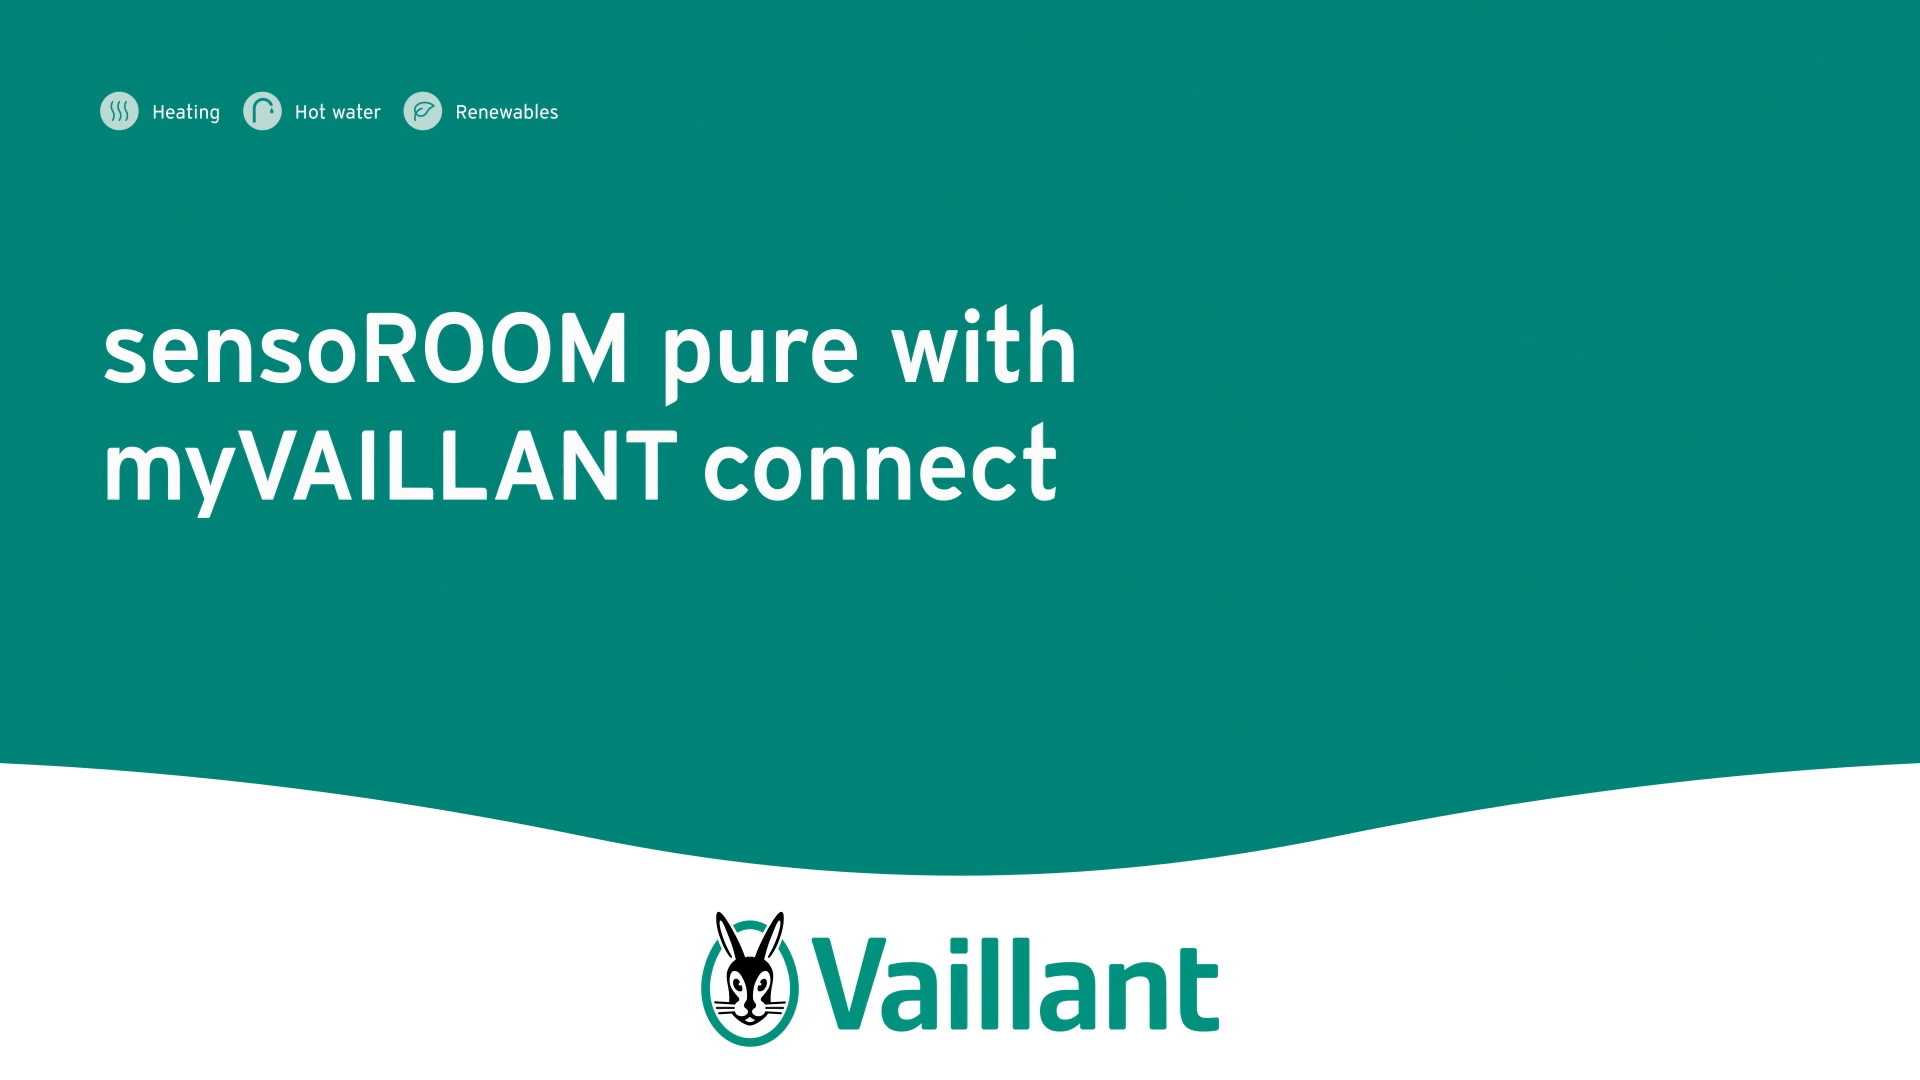 Heating Hot water Renewables
sensoROOM pure with
myVAILLANT connect
Vaillant